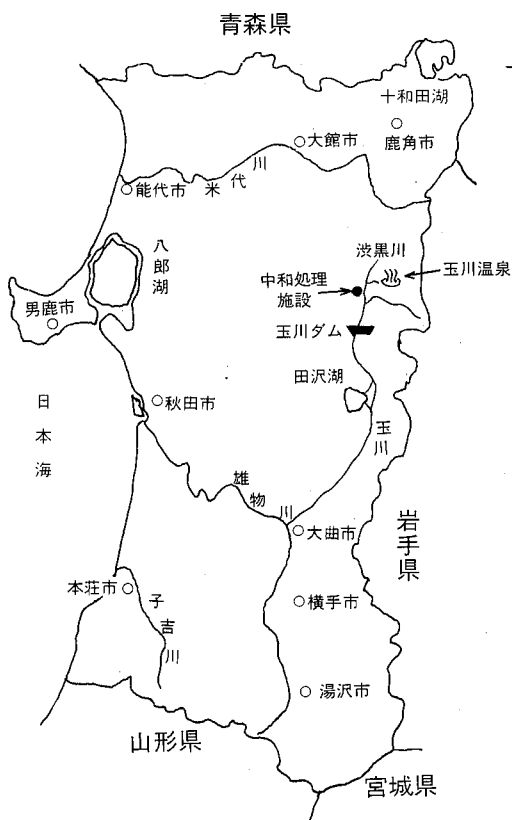 青森県
十和田湖
大館市
鹿角市
能代市
米代川
八郎湖
渋黒川
玉川温泉
中和処理
施設
男鹿市
玉川ダム
田沢湖
日本海
秋田市
玉川
雄物川
大曲市
岩手県
本荘市
子吉川
横手市
湯沢市
山形県
宮城県